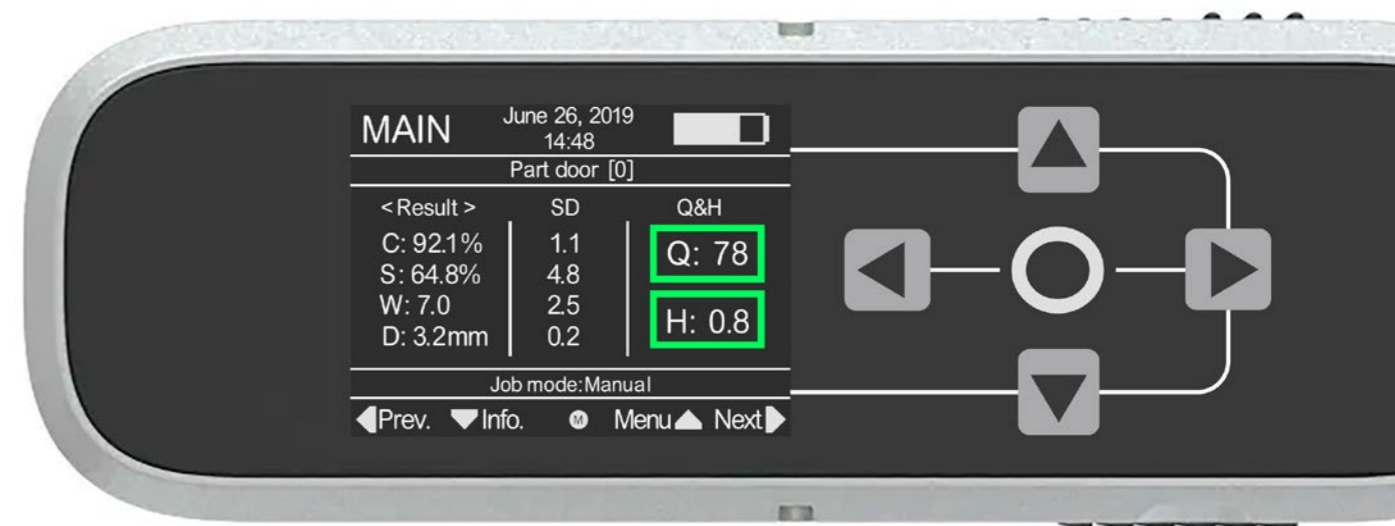 MAIN
June 26, 2019
14:48
Part door [0]
<Result> SD Q&H
C: 92.1% 1.1 Q: 78
S: 64.8% 4.8
W: 7.0 2.5 H: 0.8
D: 3.2mm 0.2
Job mode:Manual
Prev. Info. M Menu Next